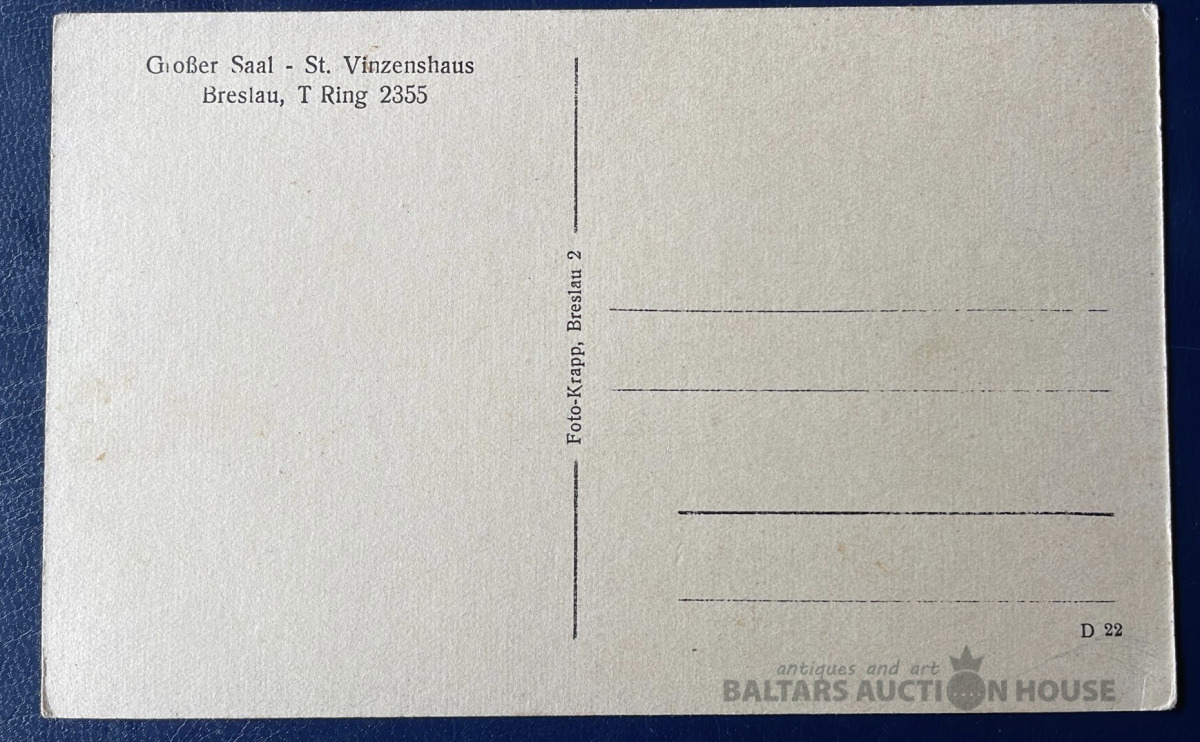 Großer Saal - St. Vinzenshaus
Breslau, T Ring 2355
Foto-Krapp, Breslau 2
D 22
antiques and art
BALTARS AUCTION HOUSE